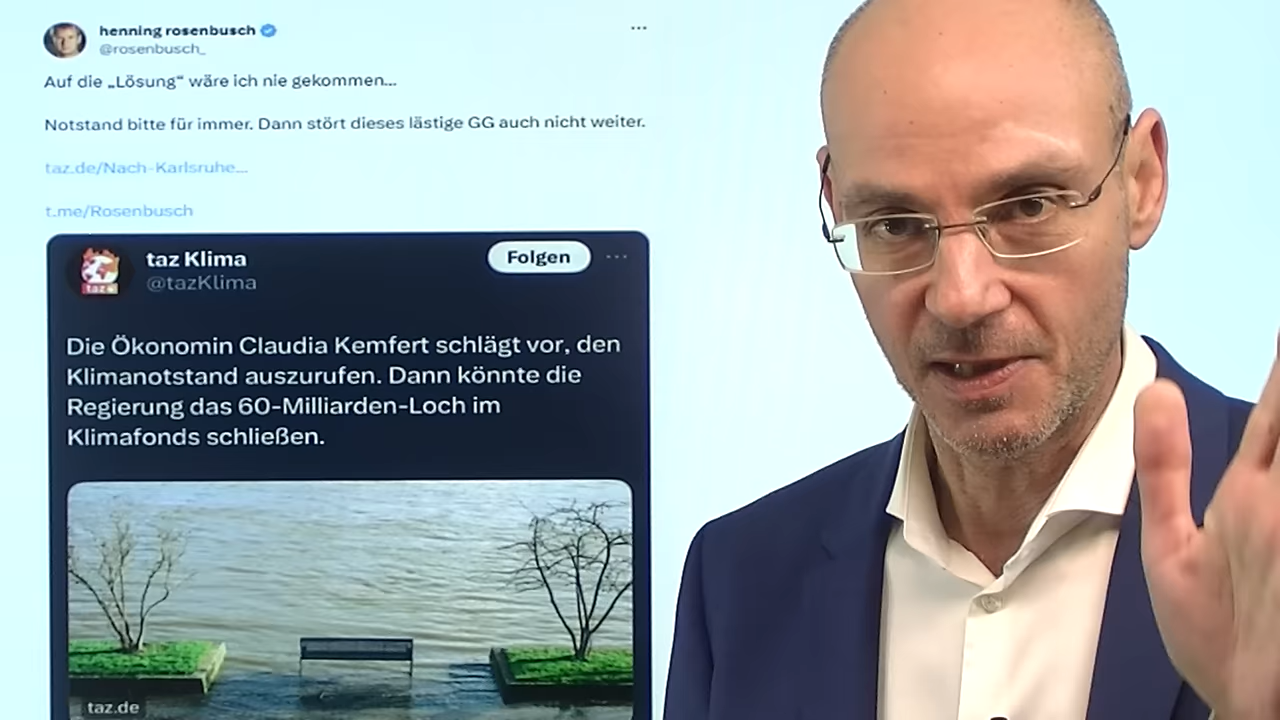 henning rosenbusch
@rosenbusch_
Auf die „Lösung“ wäre ich nie gekommen...
Notstand bitte für immer. Dann stört dieses lästige GG auch nicht weiter.
taz.de/Nach-Karlsruhe...
t.me/Rosenbusch
taz Klima
Folgen
@tazKlima
taz
Die Ökonomin Claudia Kemfert schlägt vor, den
Klimanotstand auszurufen. Dann könnte die
Regierung das 60-Milliarden-Loch im
Klimafonds schließen.
taz.de